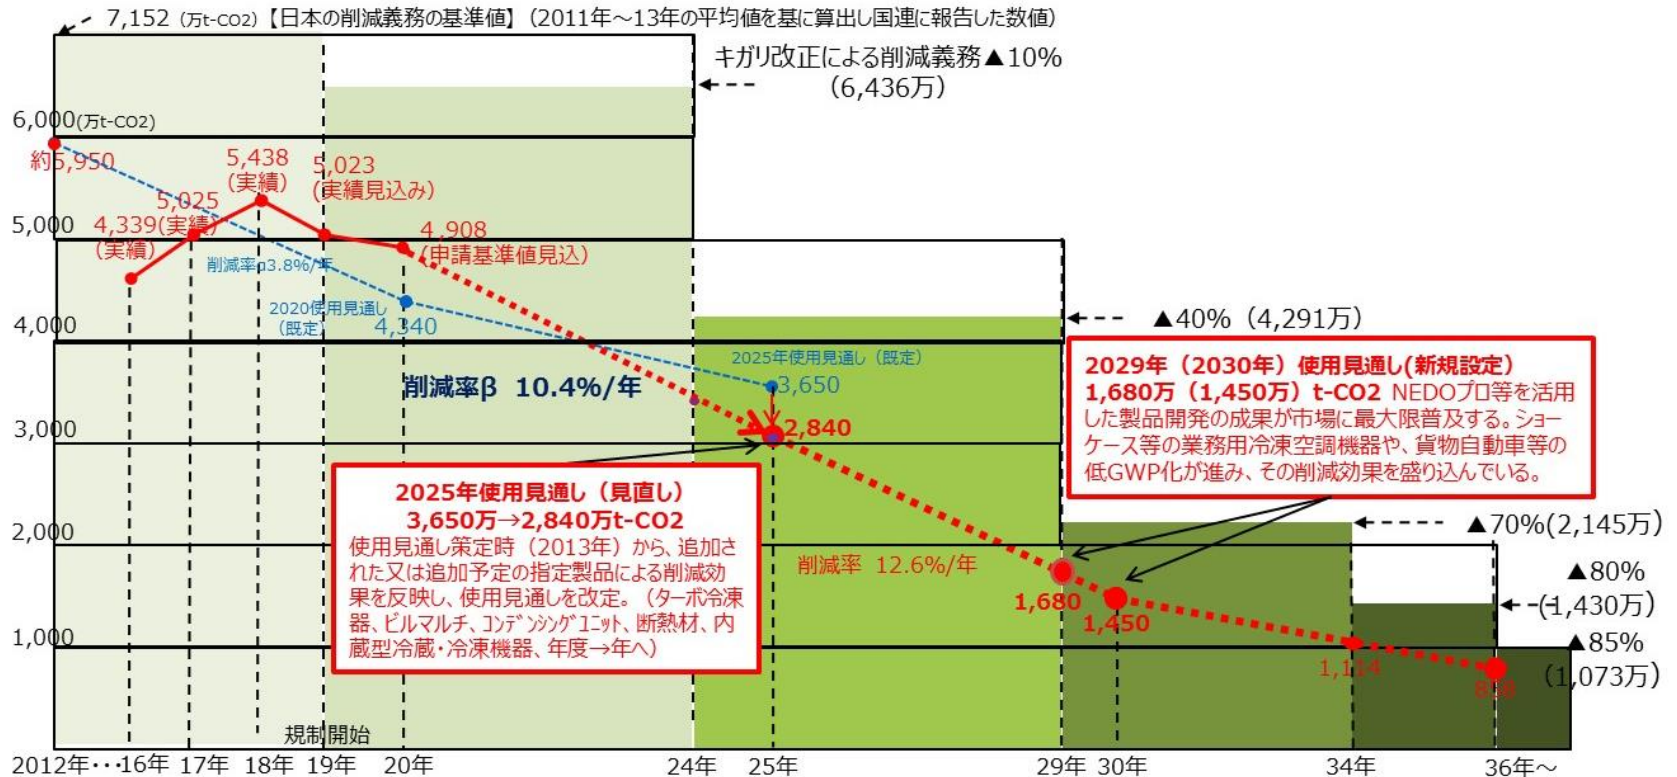 7,152 (万t-CO2)【日本の削減義務の基準値】(2011年～13年の平均値を基に算出し国連に報告した数値)
キガリ改正による削減義務▲10%
(6,436万)
6,000(万t-CO2)
約5,950
5,438
(実績)
5,023
(実績見込み)
5,025
(実績)
4,339
(実績)
5,000
4,908
(申請基準値見込)
削減率α3.8%/年
2020使用見通し
(既定)
4,340
4,000
▲40%(4,291万)
2025年使用見通し(既定)
3,650
削減率β 10.4%/年
2029年(2030年)使用見通し(新規設定)
1,680万(1,450万)t-CO2 NEDOプロ等を活用
した製品開発の成果が市場に最大限普及する。ショー
ケース等の業務用冷凍空調機器や、貨物自動車等の
低GWP化が進み、その削減効果を盛り込んでいる。
3,000
2,840
2025年使用見通し(見直し)
3,650万→2,840万t-CO2
使用見通し策定時(2013年)から、追加さ
れた又は追加予定の指定製品による削減効
果を反映し、使用見通しを改定。(ターボ冷凍
器、ビルマルチ、コンデンシングユニット、断熱材、内
蔵型冷蔵・冷凍機器、年度→年へ)
2,000
▲70%(2,145万)
削減率 12.6%/年
1,680
1,450
▲80%
(1,430万)
1,000
▲85%
(1,073万)
1,114
規制開始
2012年・・・16年 17年 18年 19年 20年 24年 25年 29年 30年 34年 36年～